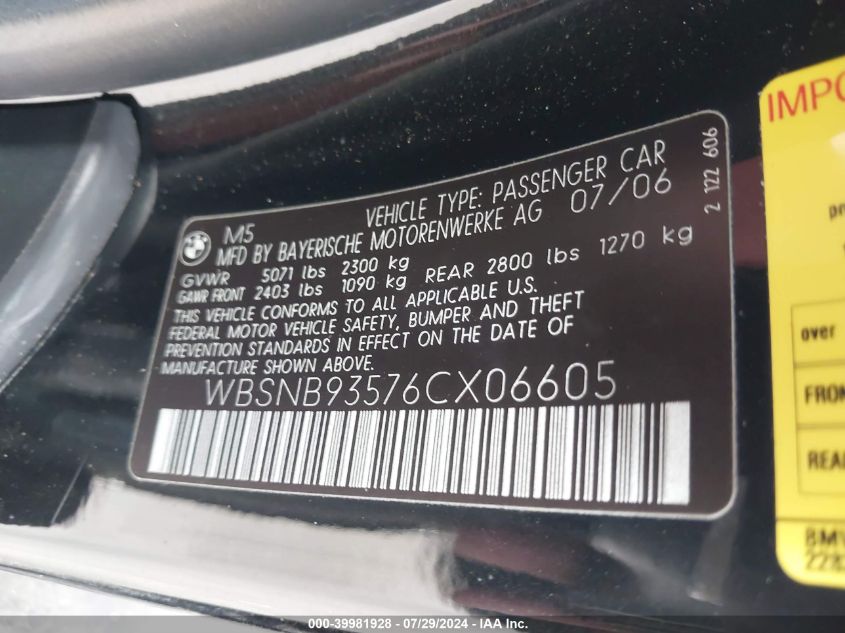 M5 VEHICLE TYPE: PASSENGER CAR
MFD BY BAYERISCHE MOTORENWERKE AG 07/06
GVWR 5071 lbs 2300 kg
GAWR FRONT 2403 lbs 1090 kg REAR 2800 lbs 1270 kg
THIS VEHICLE CONFORMS TO ALL APPLICABLE U.S.
FEDERAL MOTOR VEHICLE SAFETY, BUMPER AND THEFT
PREVENTION STANDARDS IN EFFECT ON THE DATE OF
MANUFACTURE SHOWN ABOVE.
WBSNB93576CX06605
2 122 606
BMW
over
000-39981928 - 07/29/2024 - IAA Inc.